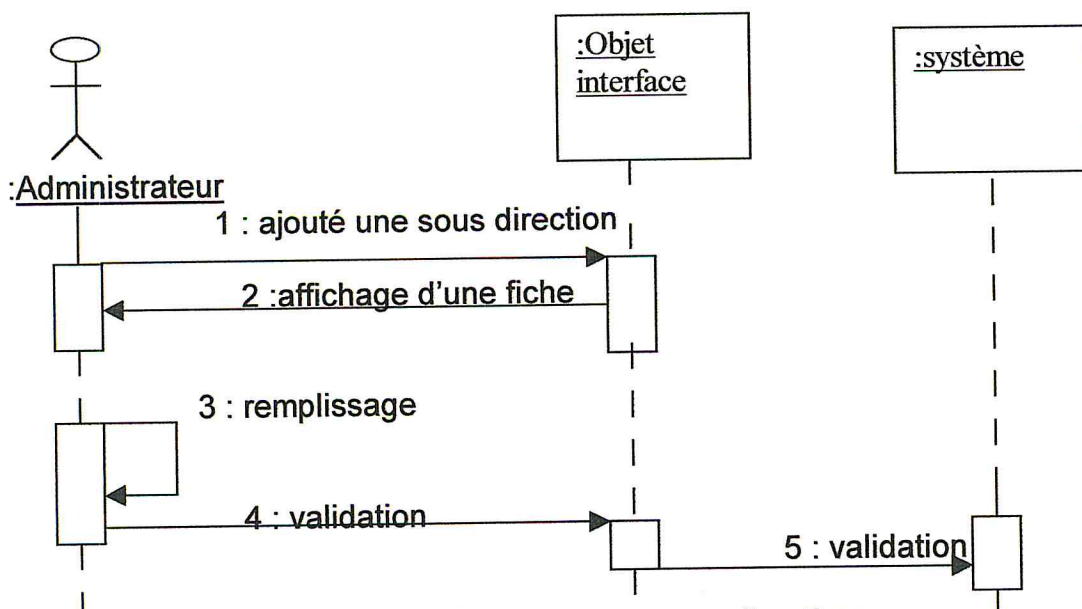 :Objet
interface
:système
:Administrateur
1 : ajouté une sous direction
2 :affichage d'une fiche
3 : remplissage
4 : validation
5 : validation